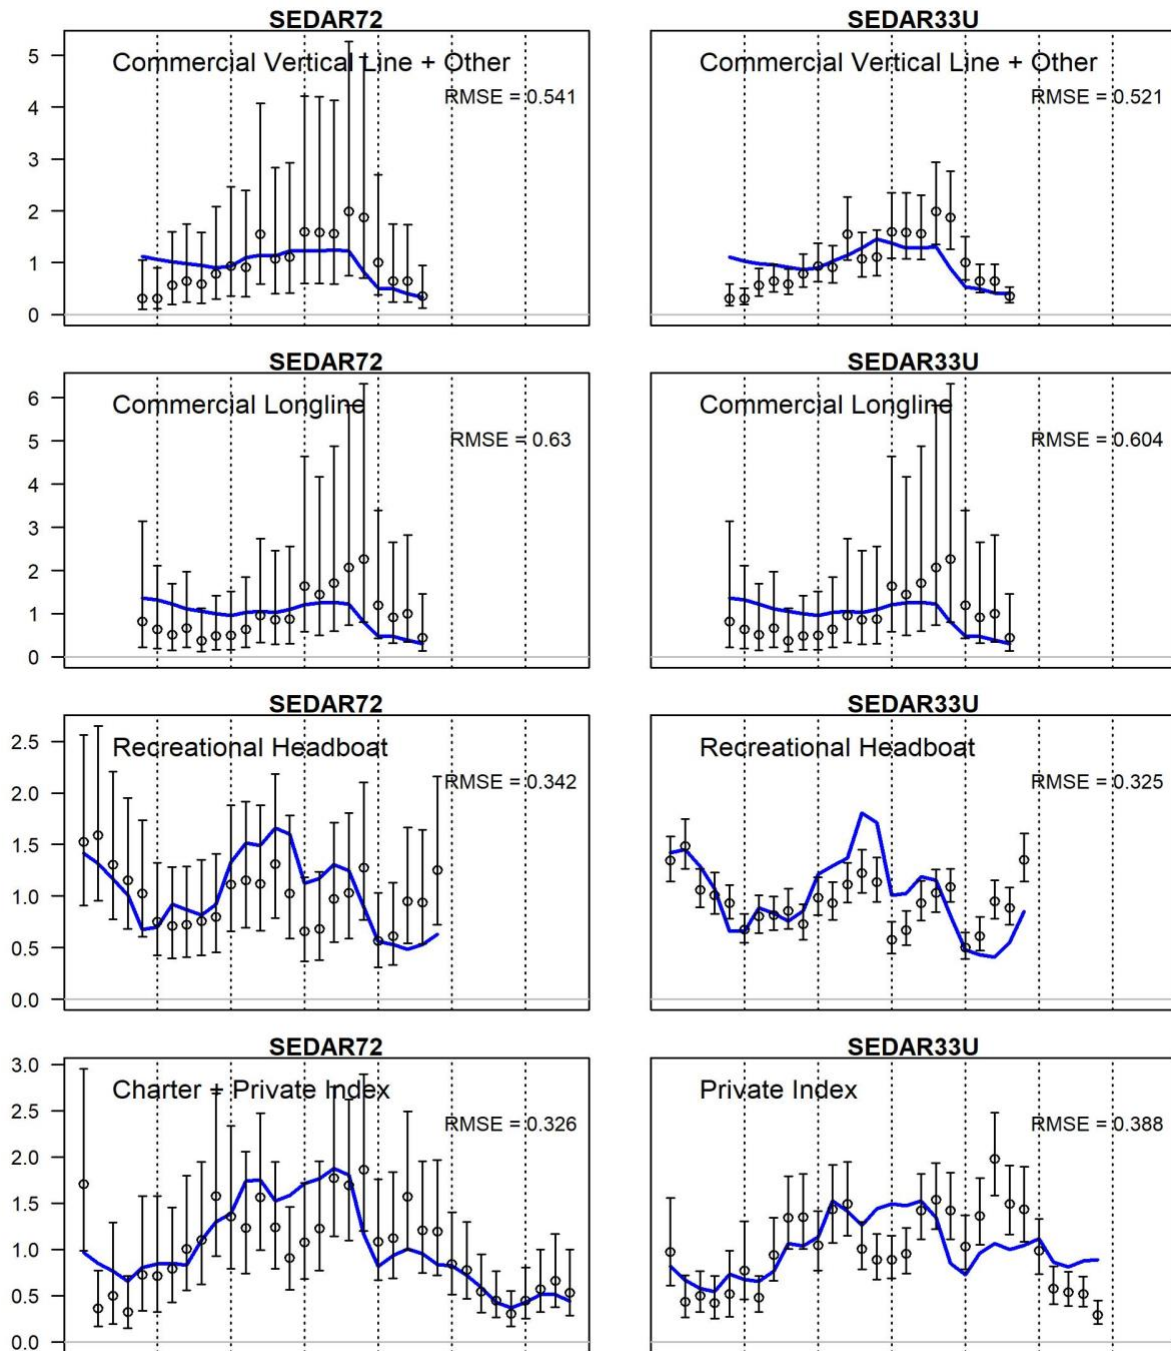 SEDAR72 SEDAR33U
Commercial Vertical Line + Other Commercial Vertical Line + Other
RMSE = 0.541 RMSE = 0.521
5
4
3
2
1
0
SEDAR72 SEDAR33U
Commercial Longline Commercial Longline
RMSE = 0.63 RMSE = 0.604
6
5
4
3
2
1
0
SEDAR72 SEDAR33U
Recreational Headboat Recreational Headboat
RMSE = 0.342 RMSE = 0.325
2.5
2.0
1.5
1.0
0.5
0.0
SEDAR72 SEDAR33U
Charter + Private Index Private Index
RMSE = 0.326 RMSE = 0.388
3.0
2.5
2.0
1.5
1.0
0.5
0.0